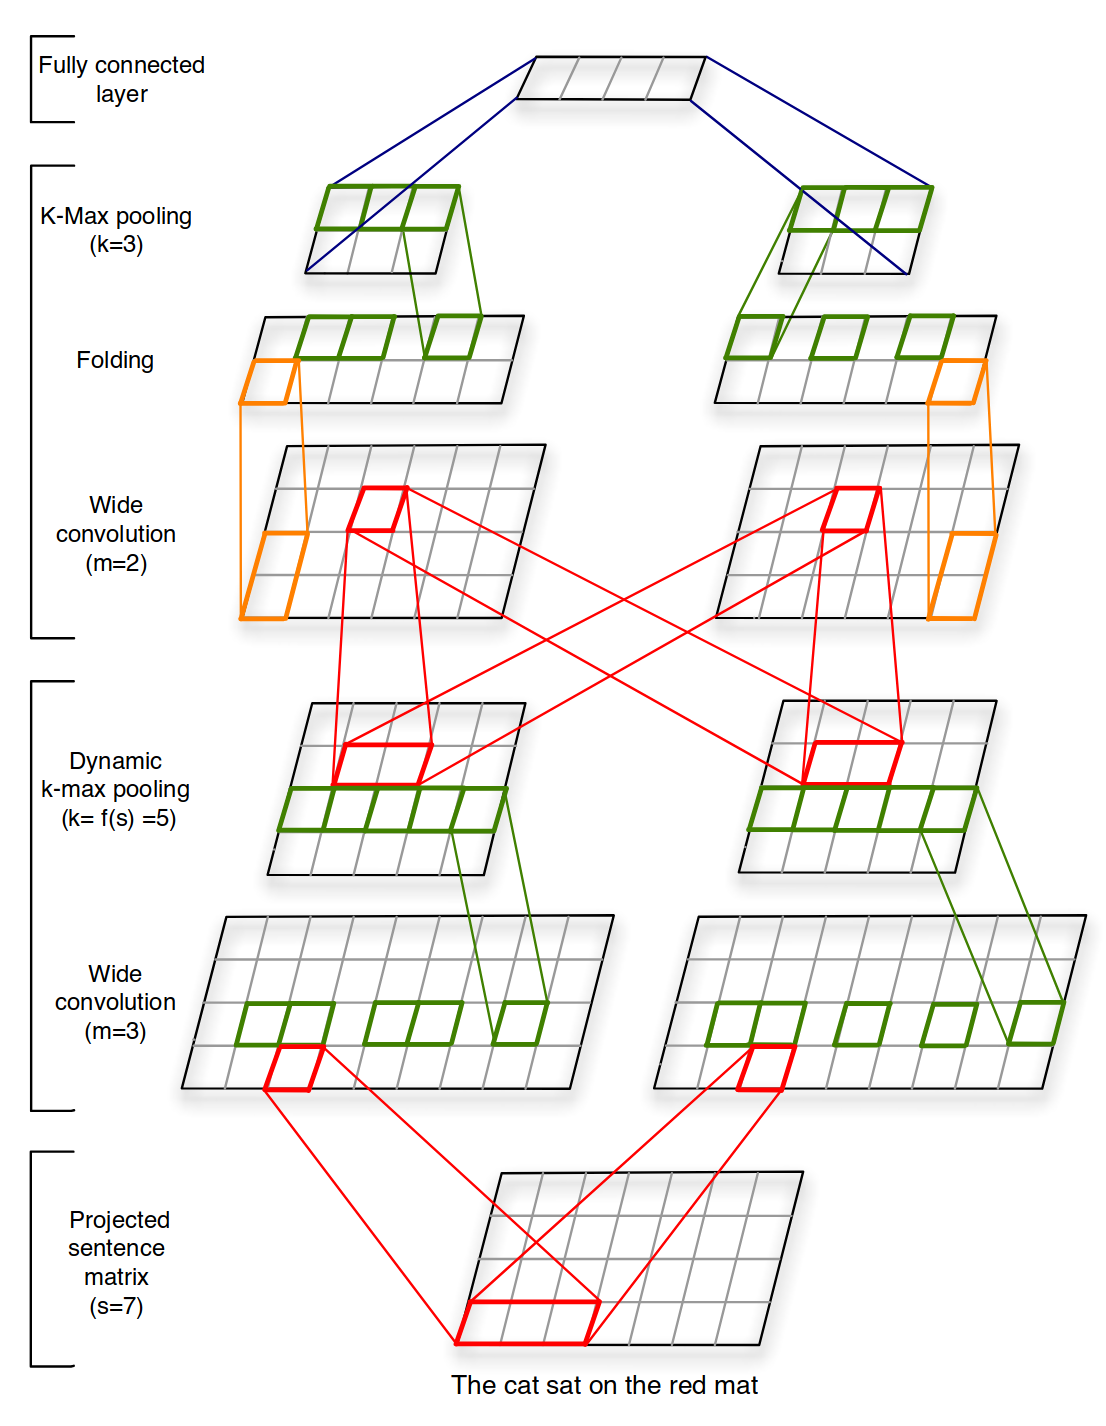 Fully connected
layer
K-Max pooling
(k=3)
Folding
Wide
convolution
(m=2)
Dynamic
k-max pooling
(k= f(s) =5)
Wide
convolution
(m=3)
Projected
sentence
matrix
(s=7)
The cat sat on the red mat